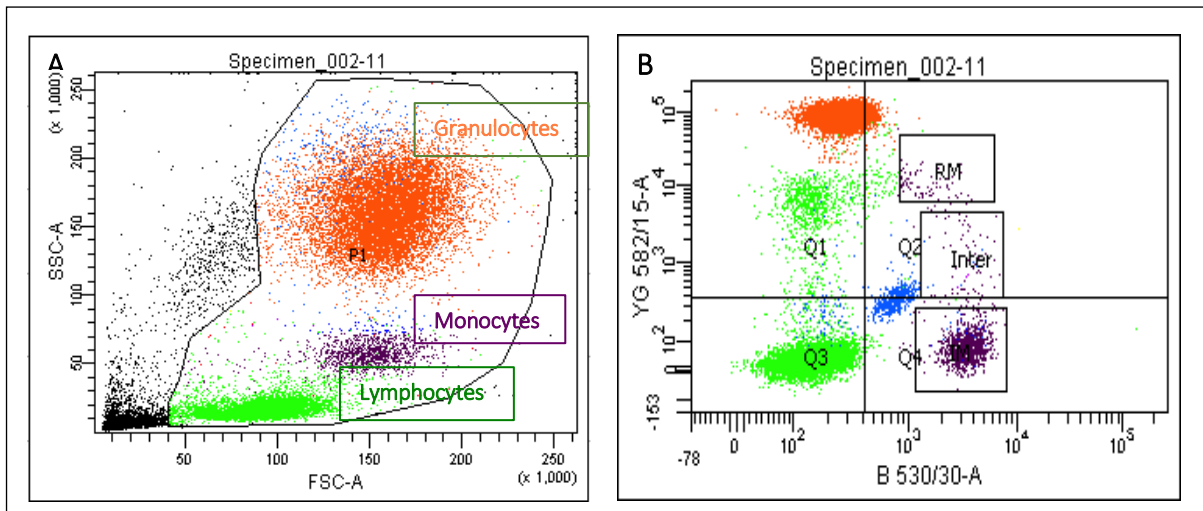 A
Specimen_002-11
SSC-A
(x 1,000)
250
200
150
100
50
Granulocytes
P1
Monocytes
Lymphocytes
50
100
150
200
250
FSC-A
(x 1,000)
B
Specimen_002-11
YG 582/15-A
10^5
10^4
10^3
10^2
0
-153
RM
Q1
Q2
Inter
Q3
Q4
-78
0
10^2
10^3
10^4
10^5
B 530/30-A